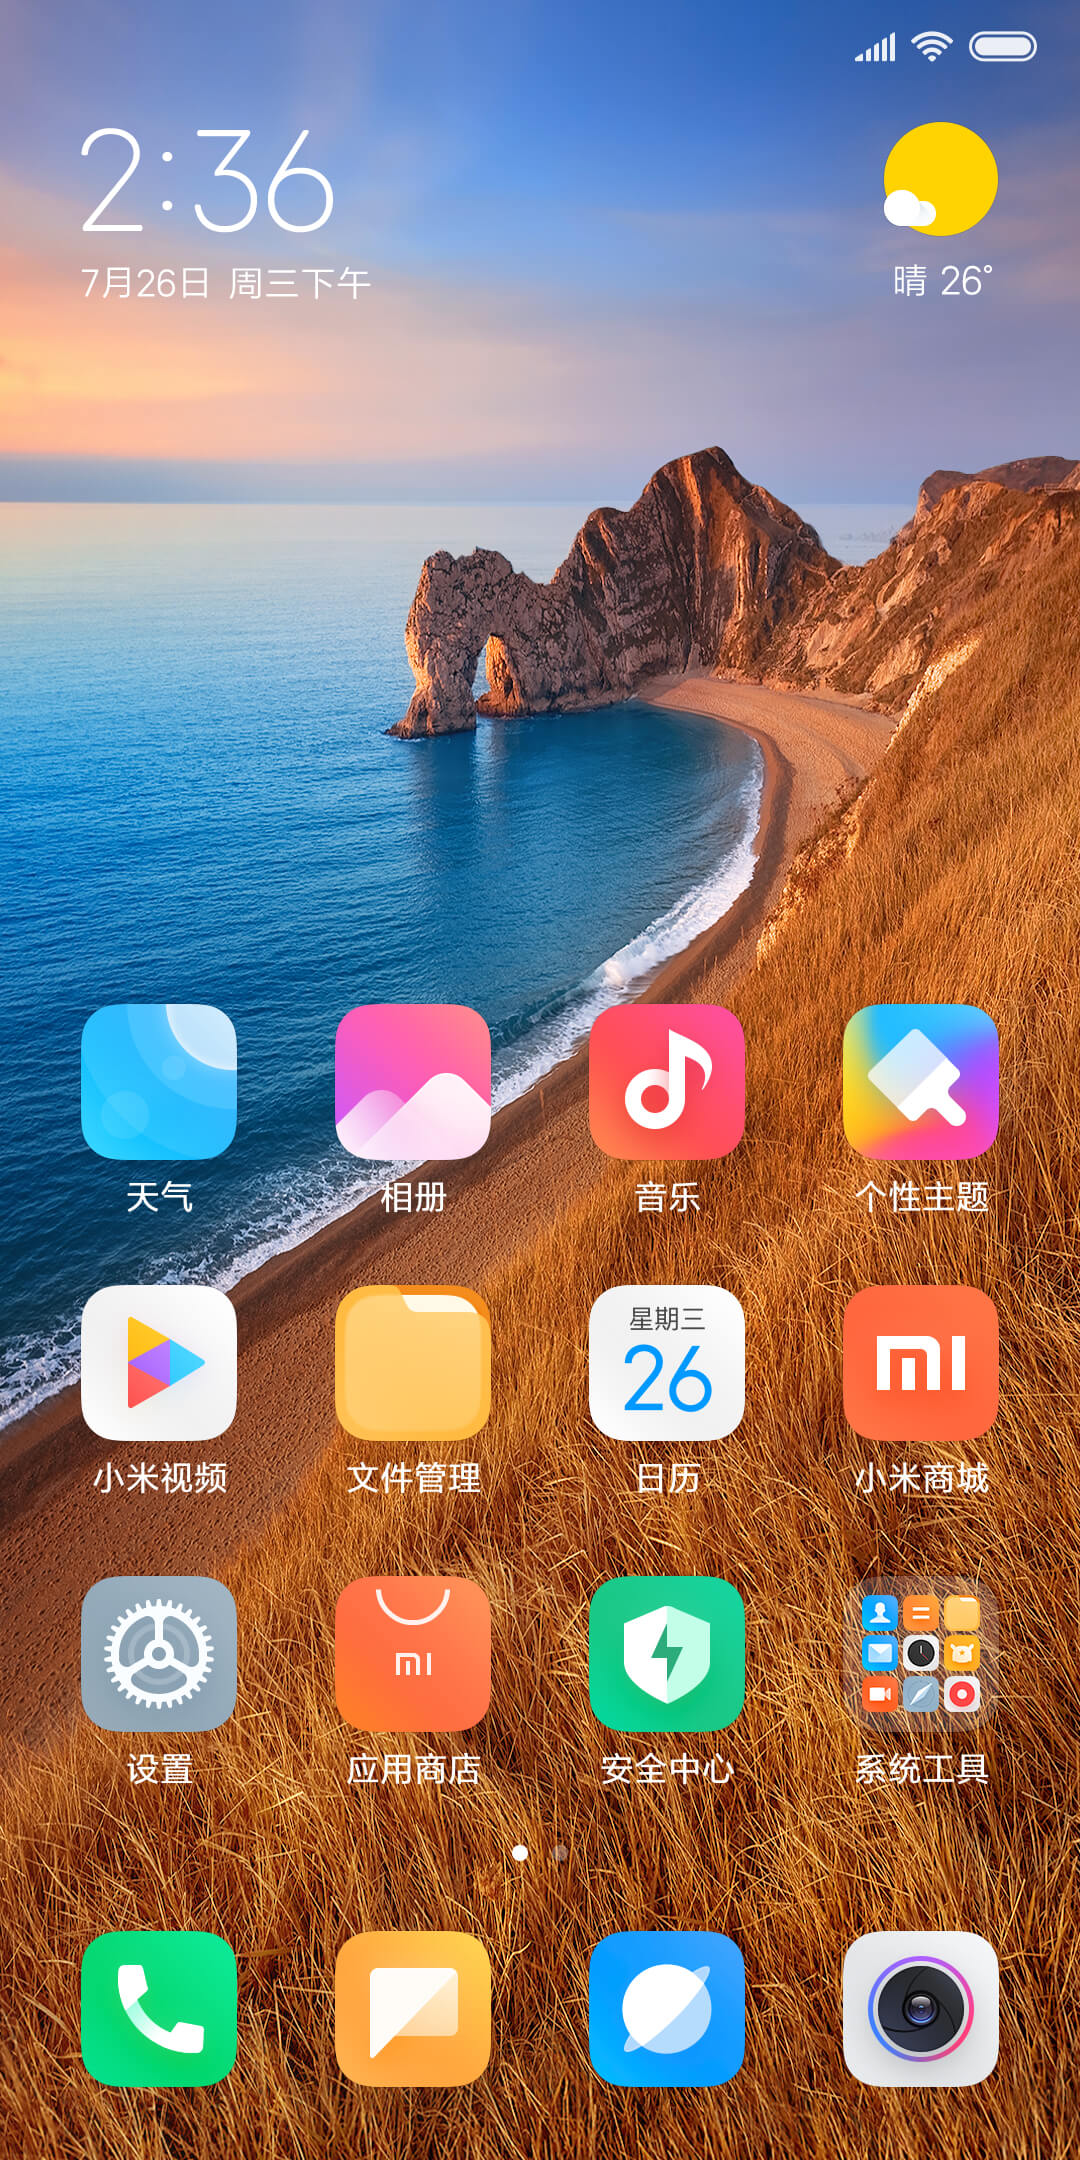 2:36
7月26日 周三下午
晴 26°
天气
相册
音乐
个性主题
星期三
26
mi
小米视频
文件管理
日历
小米商城
mi
设置
应用商店
安全中心
系统工具